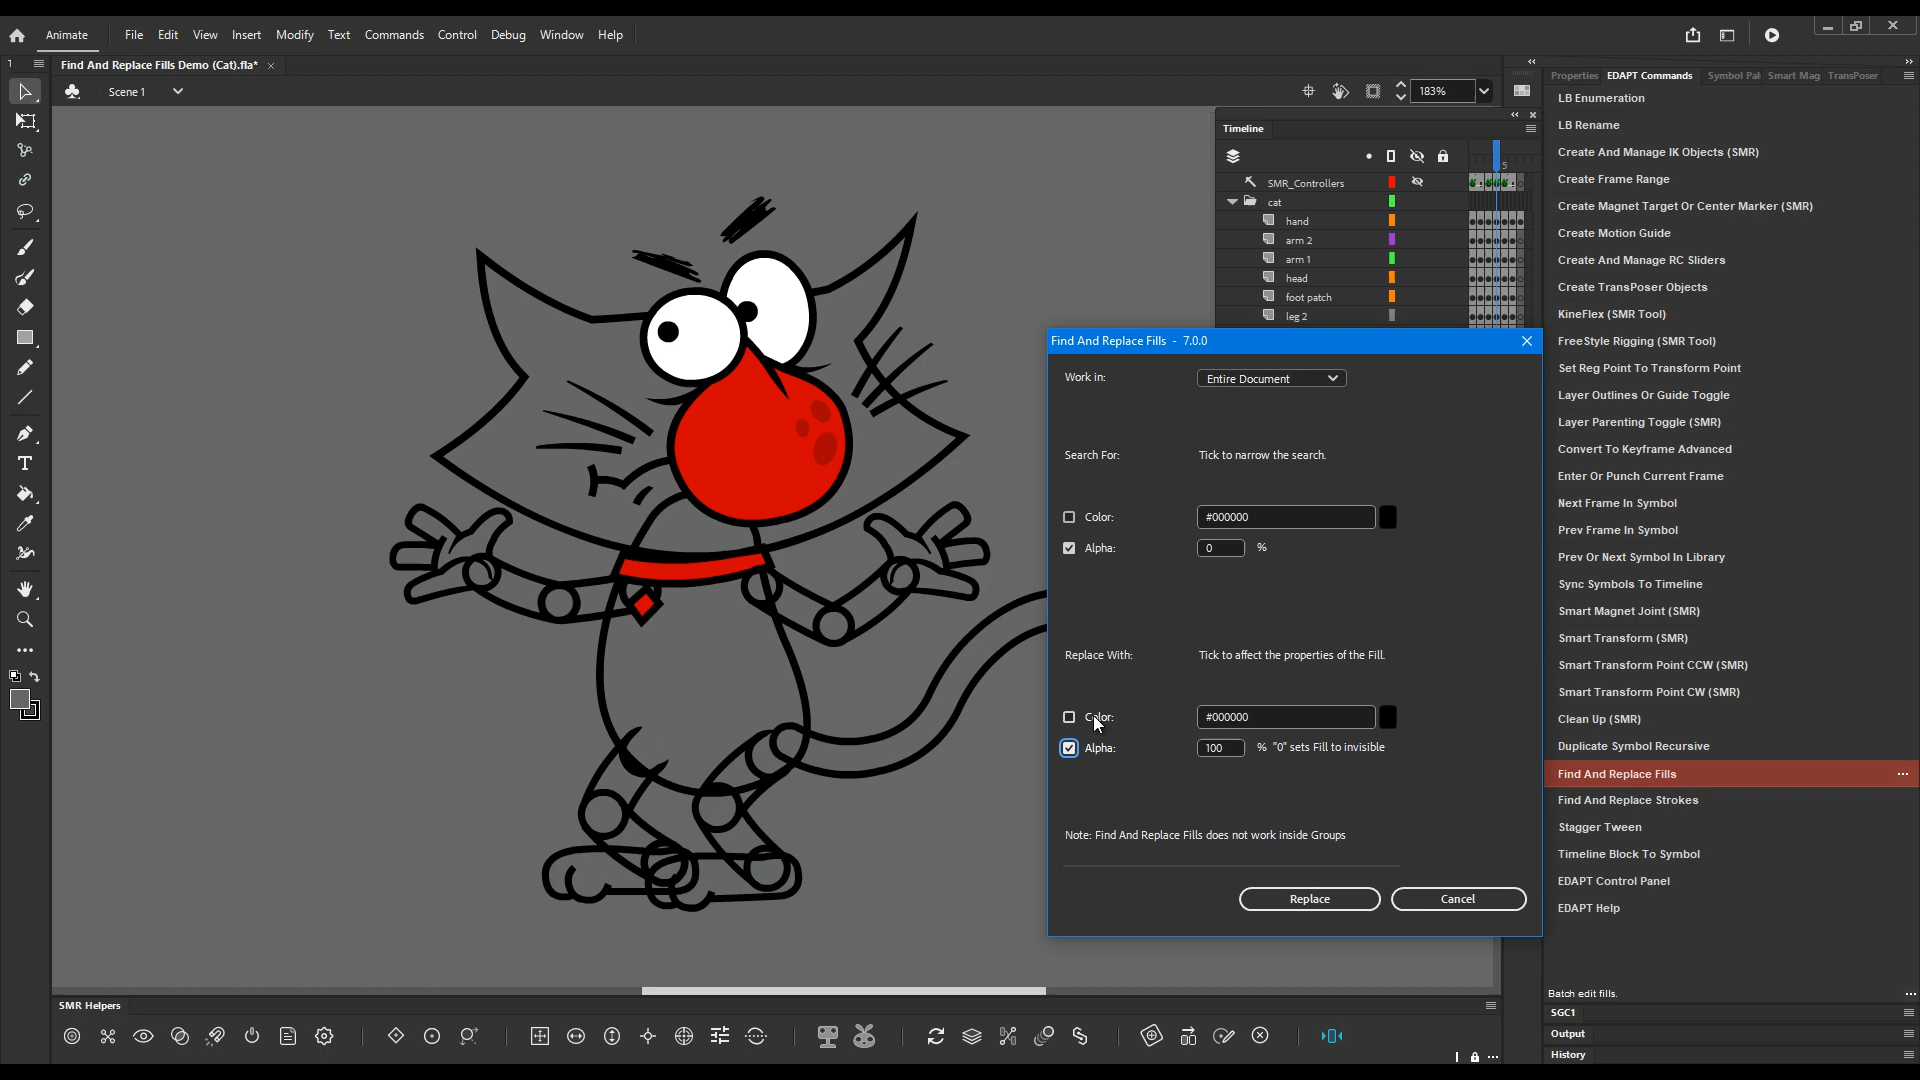 Animate
File Edit View Insert Modify Text Commands Control Debug Window Help
Find And Replace Fills Demo (Cat).fla*
Scene 1
183%
Timeline
5
SMR_Controllers
cat
hand
arm 2
arm 1
head
foot patch
leg 2
Find And Replace Fills - 7.0.0
Work in: Entire Document
Search For: Tick to narrow the search.
Color: #000000
Alpha: 0 %
Replace With: Tick to affect the properties of the Fill.
Color: #000000
Alpha: 100 % "0" sets Fill to invisible
Note: Find And Replace Fills does not work inside Groups
Replace Cancel
Properties EDAPT Commands Symbol Pal Smart Mag TransPoser
LB Enumeration
LB Rename
Create And Manage IK Objects (SMR)
Create Frame Range
Create Magnet Target Or Center Marker (SMR)
Create Motion Guide
Create And Manage RC Sliders
Create TransPoser Objects
KineFlex (SMR Tool)
FreeStyle Rigging (SMR Tool)
Set Reg Point To Transform Point
Layer Outlines Or Guide Toggle
Layer Parenting Toggle (SMR)
Convert To Keyframe Advanced
Enter Or Punch Current Frame
Next Frame In Symbol
Prev Frame In Symbol
Prev Or Next Symbol In Library
Sync Symbols To Timeline
Smart Magnet Joint (SMR)
Smart Transform (SMR)
Smart Transform Point CCW (SMR)
Smart Transform Point CW (SMR)
Clean Up (SMR)
Duplicate Symbol Recursive
Find And Replace Fills
Find And Replace Strokes
Stagger Tween
Timeline Block To Symbol
EDAPT Control Panel
EDAPT Help
Batch edit fills.
SGC1
Output
History
SMR Helpers